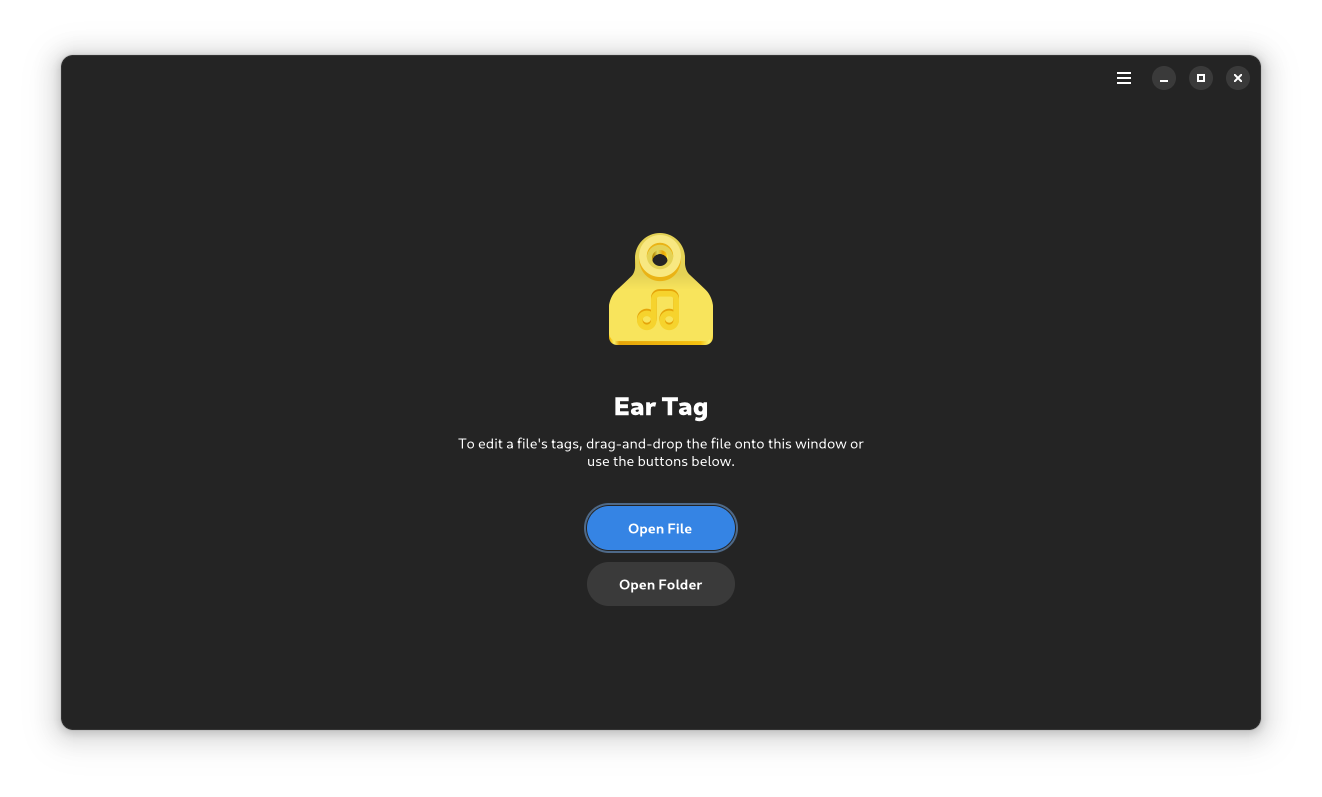 Ear Tag
To edit a file's tags, drag-and-drop the file onto this window or
use the buttons below.
Open File
Open Folder